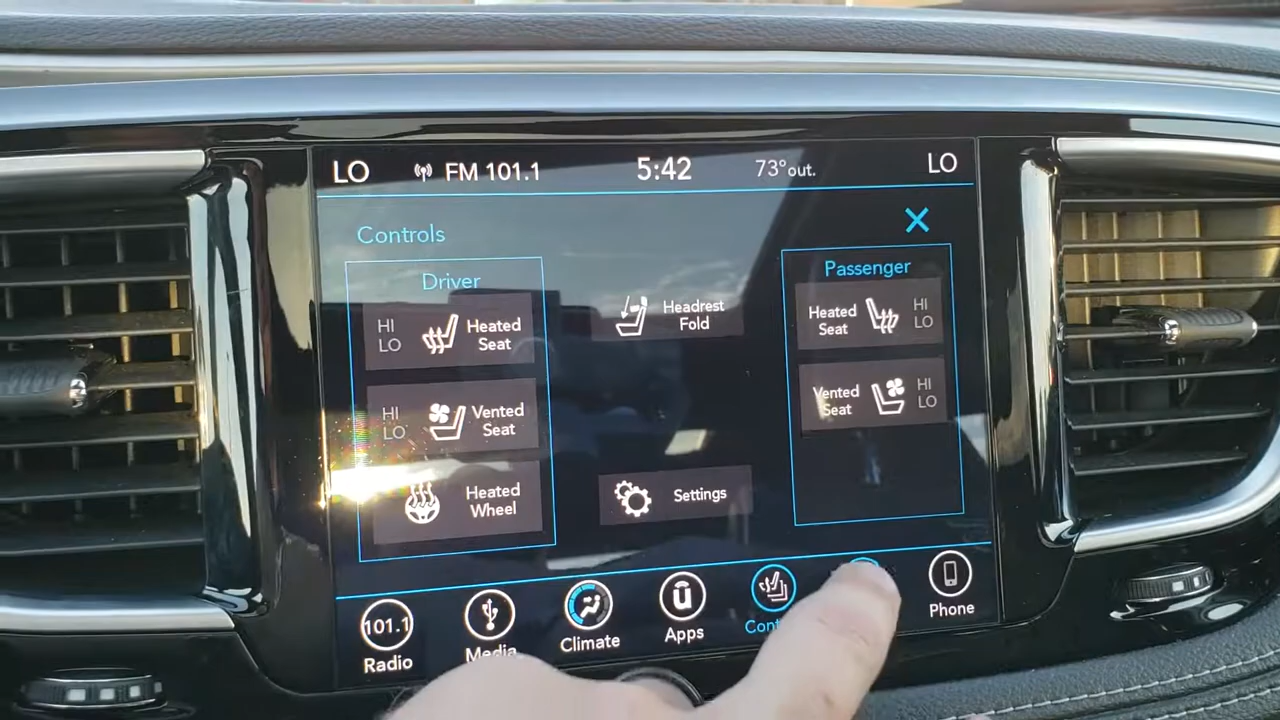 LO FM 101.1 5:42 73°out. LO
Controls
Driver
HI
LO
Heated
Seat
HI
LO
Vented
Seat
Heated
Wheel
Headrest
Fold
Settings
Passenger
Heated
Seat
HI
LO
Vented
Seat
HI
LO
101.1
Radio
Media
Climate
Apps
Cont
Phone